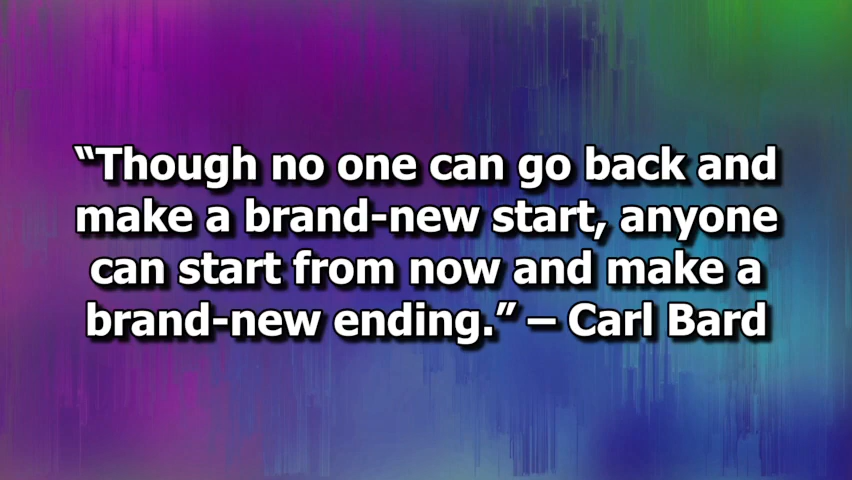 “Though no one can go back and
make a brand-new start, anyone
can start from now and make a
brand-new ending.” – Carl Bard